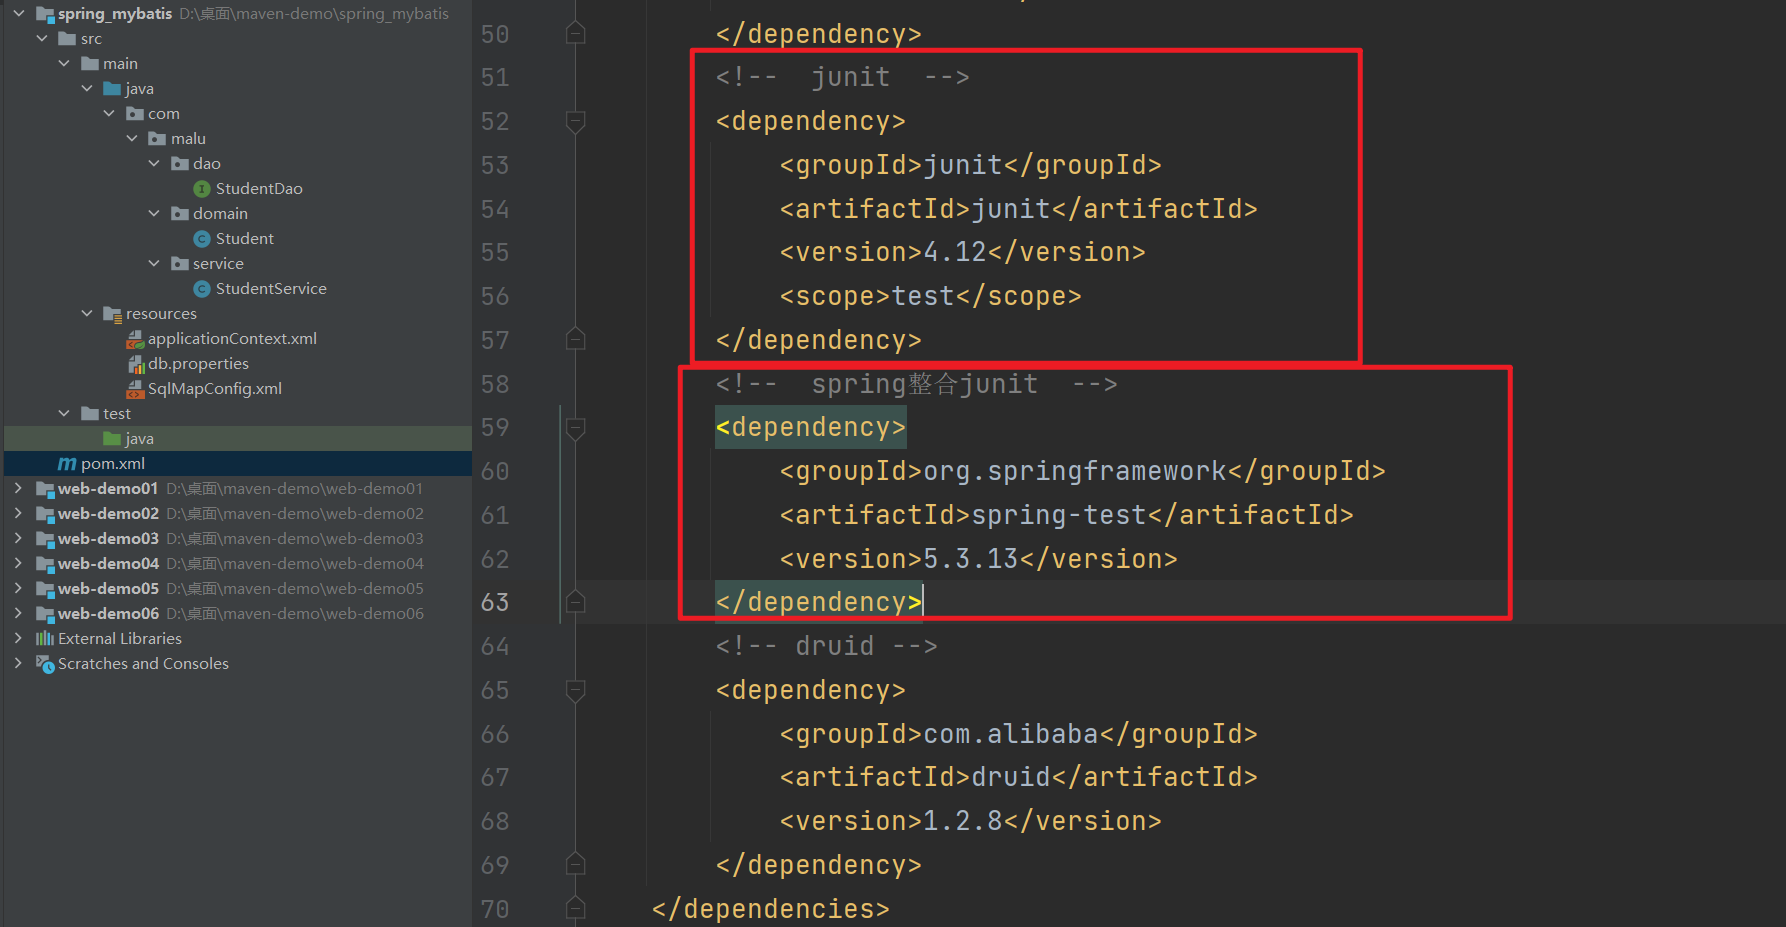 spring_mybatis D:\桌面\maven-demo\spring_mybatis
src
main
java
com
malu
dao
StudentDao
domain
Student
service
StudentService
resources
applicationContext.xml
db.properties
SqlMapConfig.xml
test
java
pom.xml
web-demo01 D:\桌面\maven-demo\web-demo01
web-demo02 D:\桌面\maven-demo\web-demo02
web-demo03 D:\桌面\maven-demo\web-demo03
web-demo04 D:\桌面\maven-demo\web-demo04
web-demo05 D:\桌面\maven-demo\web-demo05
web-demo06 D:\桌面\maven-demo\web-demo06
External Libraries
Scratches and Consoles
50 </dependency>
51 <!--  junit  -->
52 <dependency>
53 <groupId>junit</groupId>
54 <artifactId>junit</artifactId>
55 <version>4.12</version>
56 <scope>test</scope>
57 </dependency>
58 <!--  spring整合junit  -->
59 <dependency>
60 <groupId>org.springframework</groupId>
61 <artifactId>spring-test</artifactId>
62 <version>5.3.13</version>
63 </dependency>
64 <!-- druid -->
65 <dependency>
66 <groupId>com.alibaba</groupId>
67 <artifactId>druid</artifactId>
68 <version>1.2.8</version>
69 </dependency>
70 </dependencies>